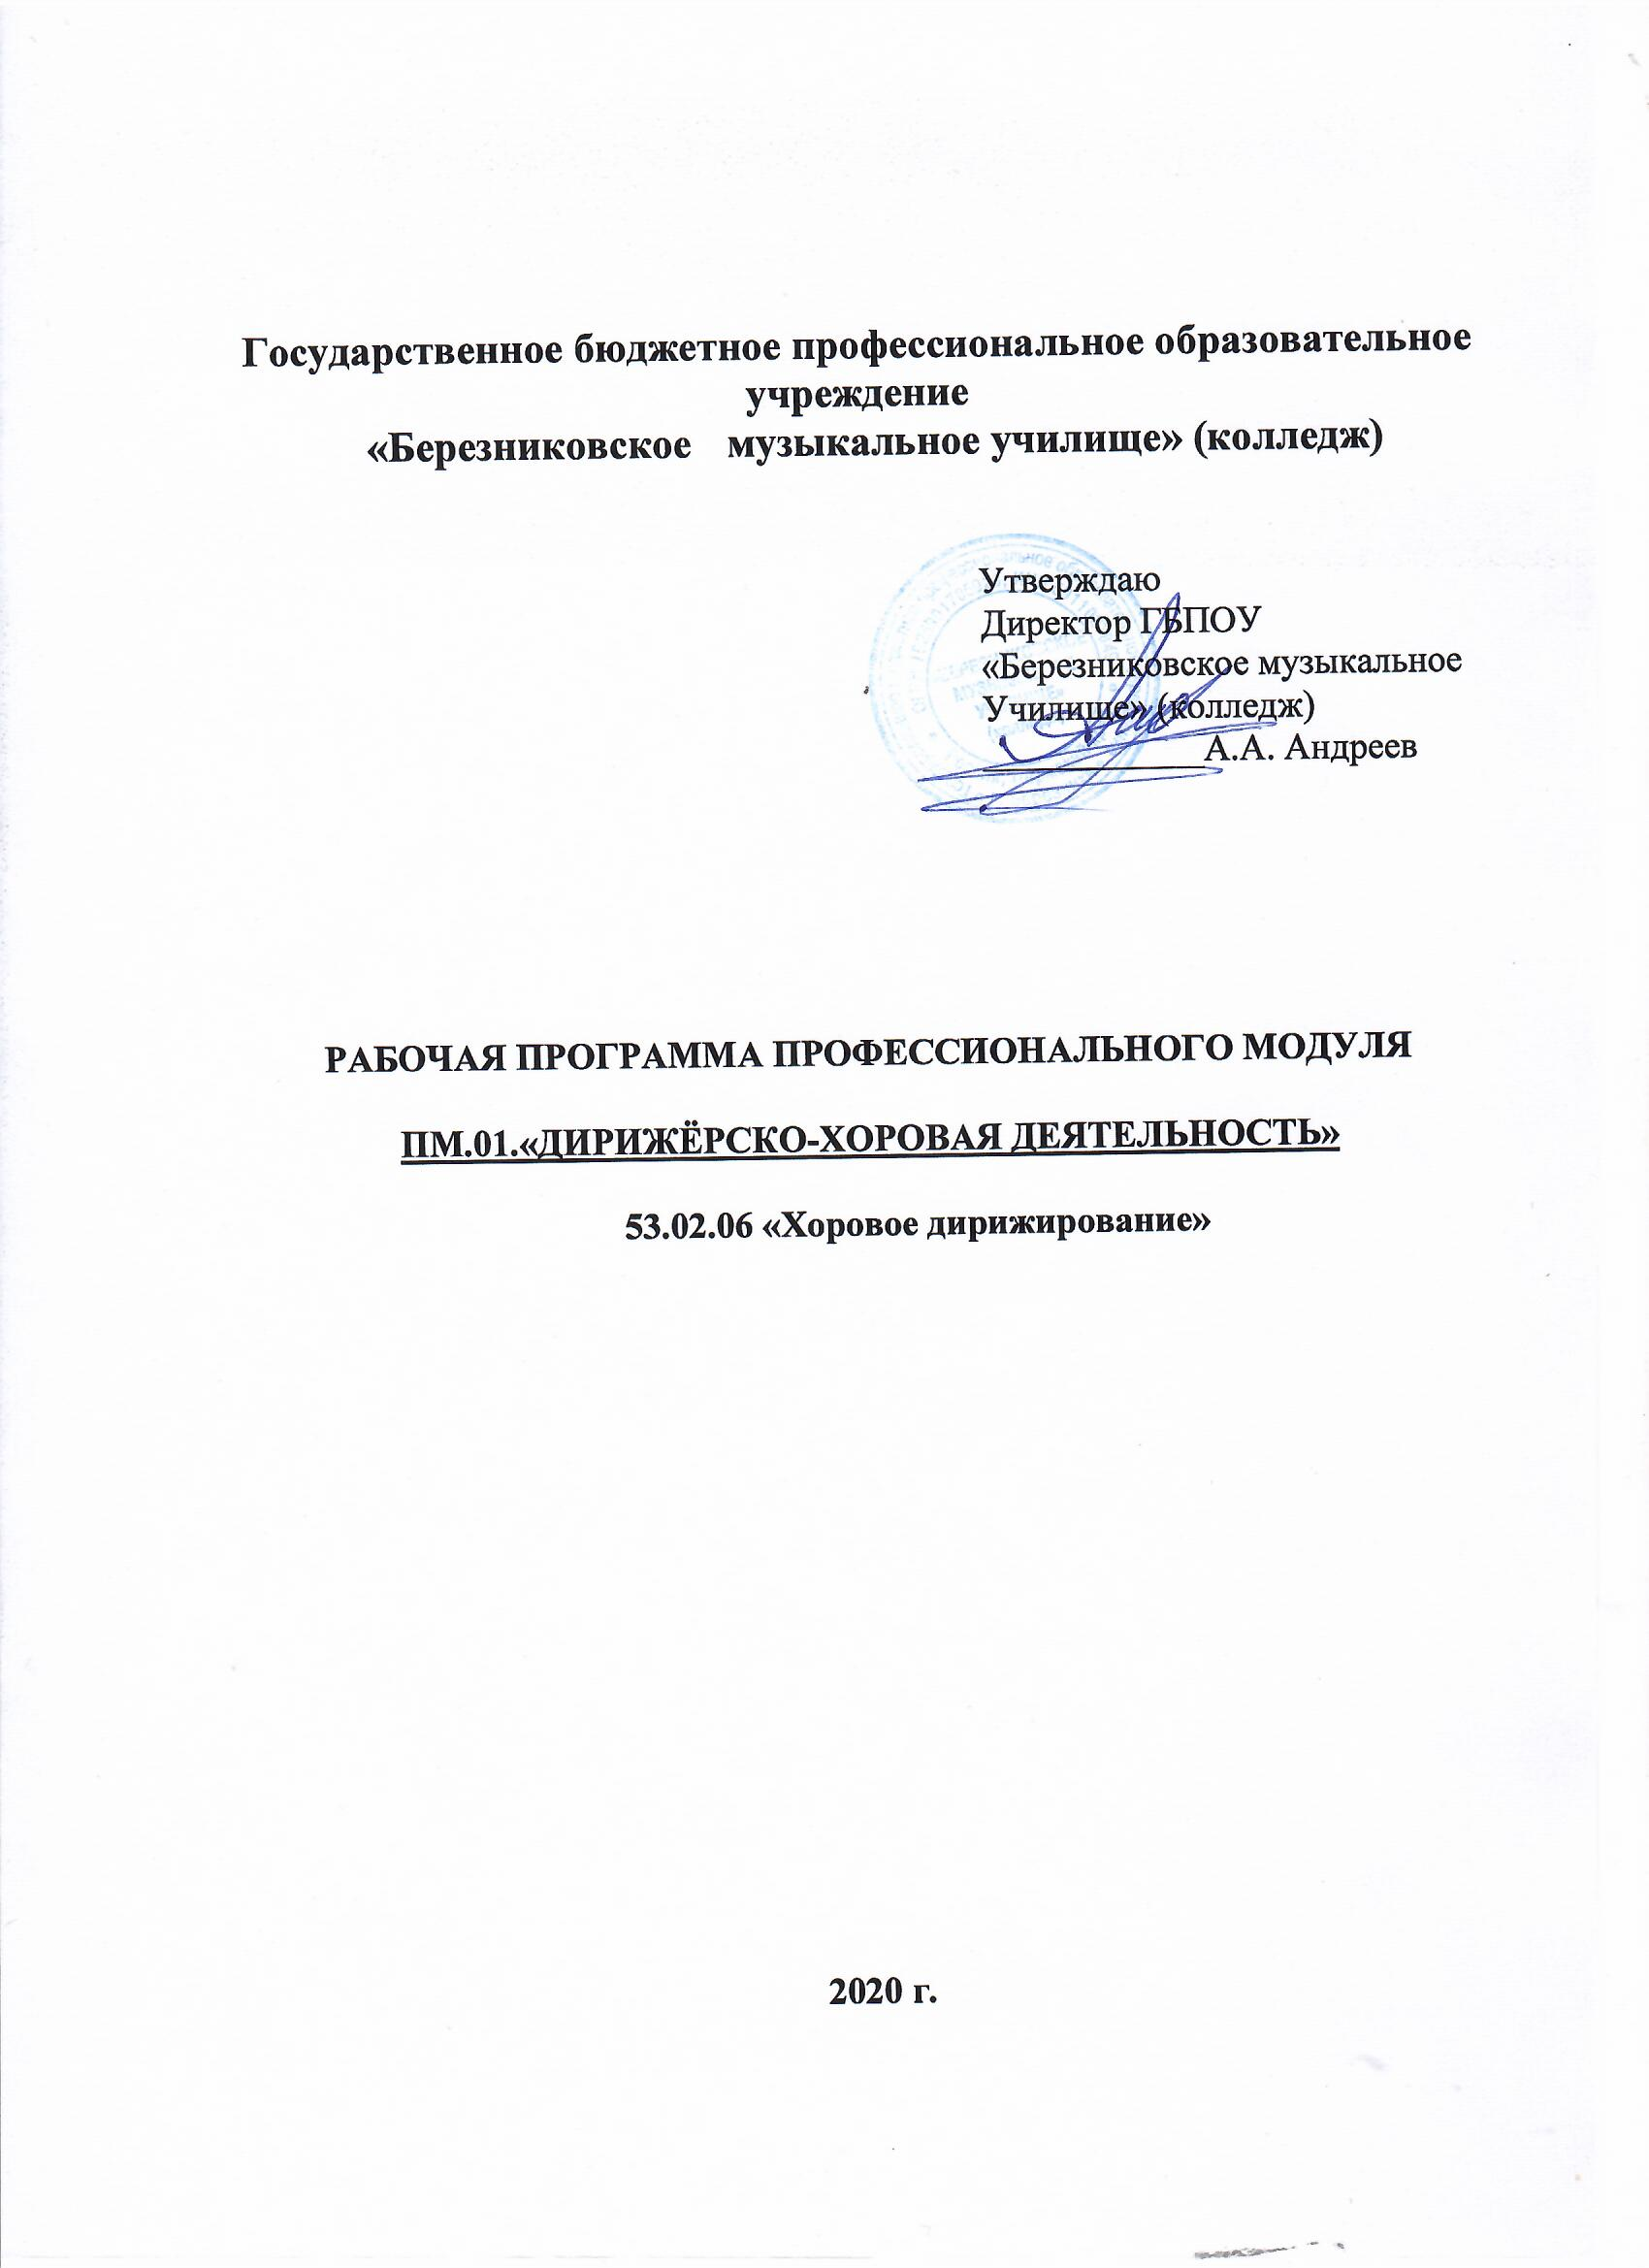 Государственное бюджетное профессиональное образовательное
учреждение
«Березниковское музыкальное училище» (колледж)
Утверждаю
Директор ГБПОУ
«Березниковское музыкальное
Училище» (колледж)
____________А.А. Андреев
РАБОЧАЯ ПРОГРАММА ПРОФЕССИОНАЛЬНОГО МОДУЛЯ
ПМ.01.«ДИРИЖЁРСКО-ХОРОВАЯ ДЕЯТЕЛЬНОСТЬ»
53.02.06 «Хоровое дирижирование»
2020 г.